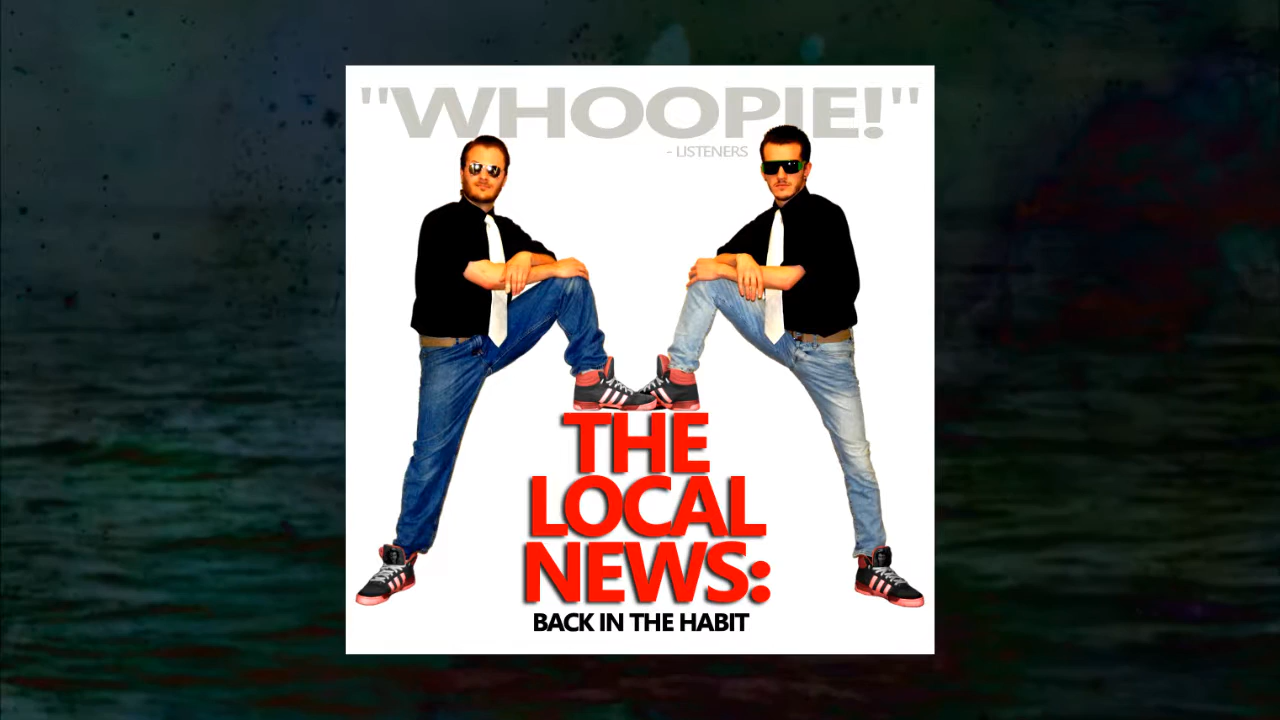 "WHOOPIE!"
- LISTENERS
THE
LOCAL
NEWS:
BACK IN THE HABIT